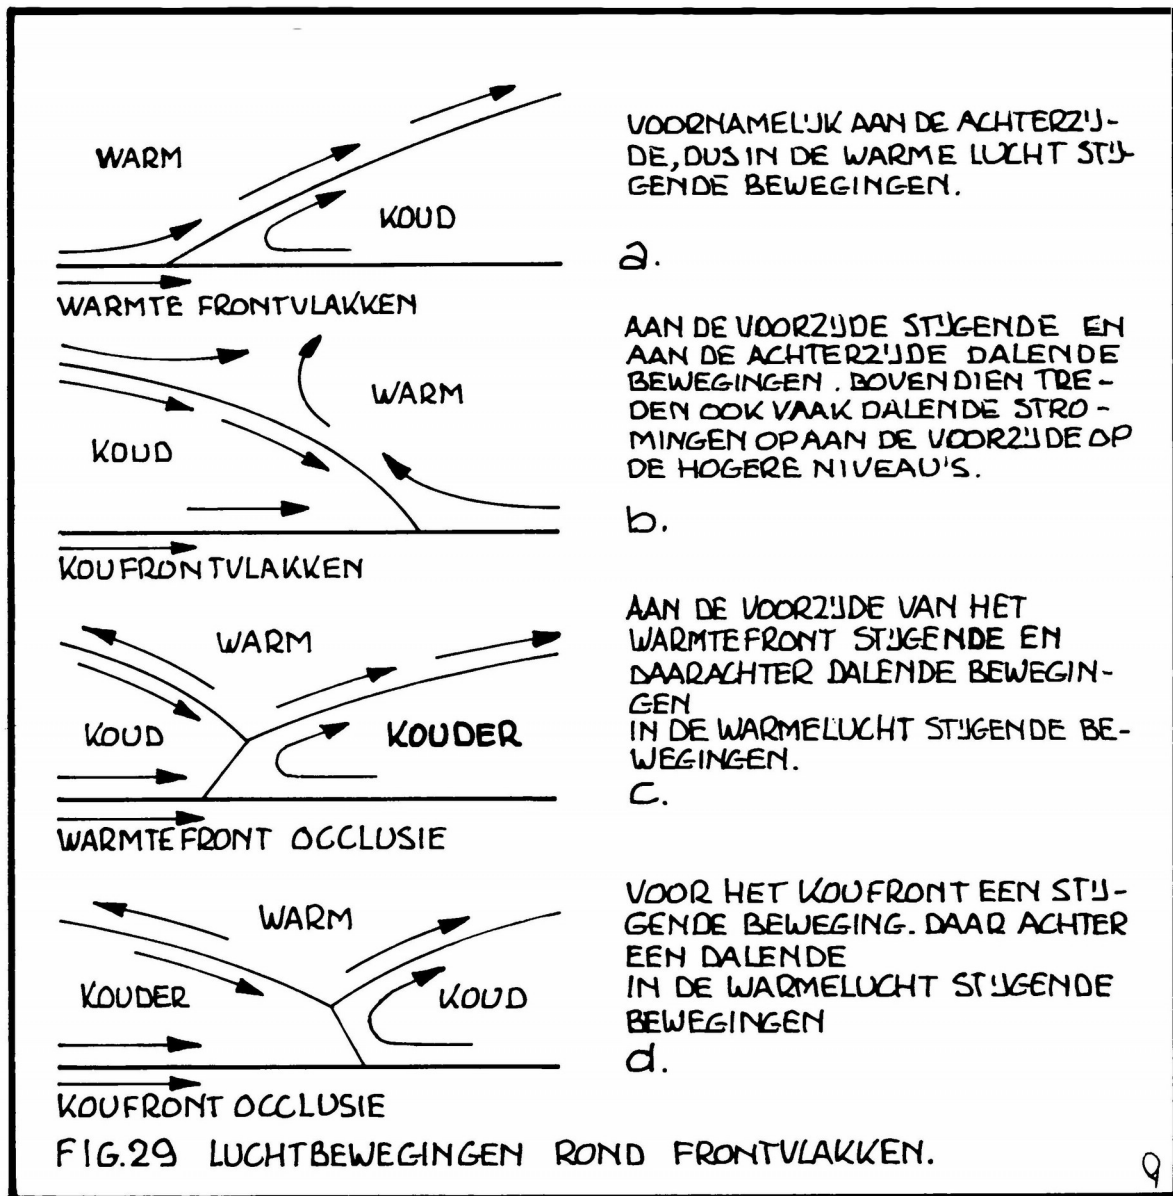 WARM
KOUD
WARMTE FRONTVLAKKEN
VOORNAMELIJK AAN DE ACHTERZIJ-
DE, DUS IN DE WARME LUCHT STIJ-
GENDE BEWEGINGEN.
a.
WARM
KOUD
KOUFRONTVLAKKEN
AAN DE VOORZIJDE STIJGENDE EN
AAN DE ACHTERZIJDE DALENDE
BEWEGINGEN. BOVENDIEN TRE-
DEN OOK VAAK DALENDE STRO-
MINGEN OP AAN DE VOORZIJDE OP
DE HOGERE NIVEAU'S.
b.
WARM
KOUD
KOUDER
WARMTEFRONT OCCLUSIE
AAN DE VOORZIJDE VAN HET
WARMTEFRONT STIJGENDE EN
DAARACHTER DALENDE BEWEGIN-
GEN
IN DE WARMELUCHT STIJGENDE BE-
WEGINGEN.
c.
WARM
KOUDER
KOUD
KOUFRONT OCCLUSIE
VOOR HET KOUFRONT EEN STIJ-
GENDE BEWEGING. DAAR ACHTER
EEN DALENDE
IN DE WARMELUCHT STIJGENDE
BEWEGINGEN
d.
FIG.29 LUCHTBEWEGINGEN ROND FRONTVLAKKEN.